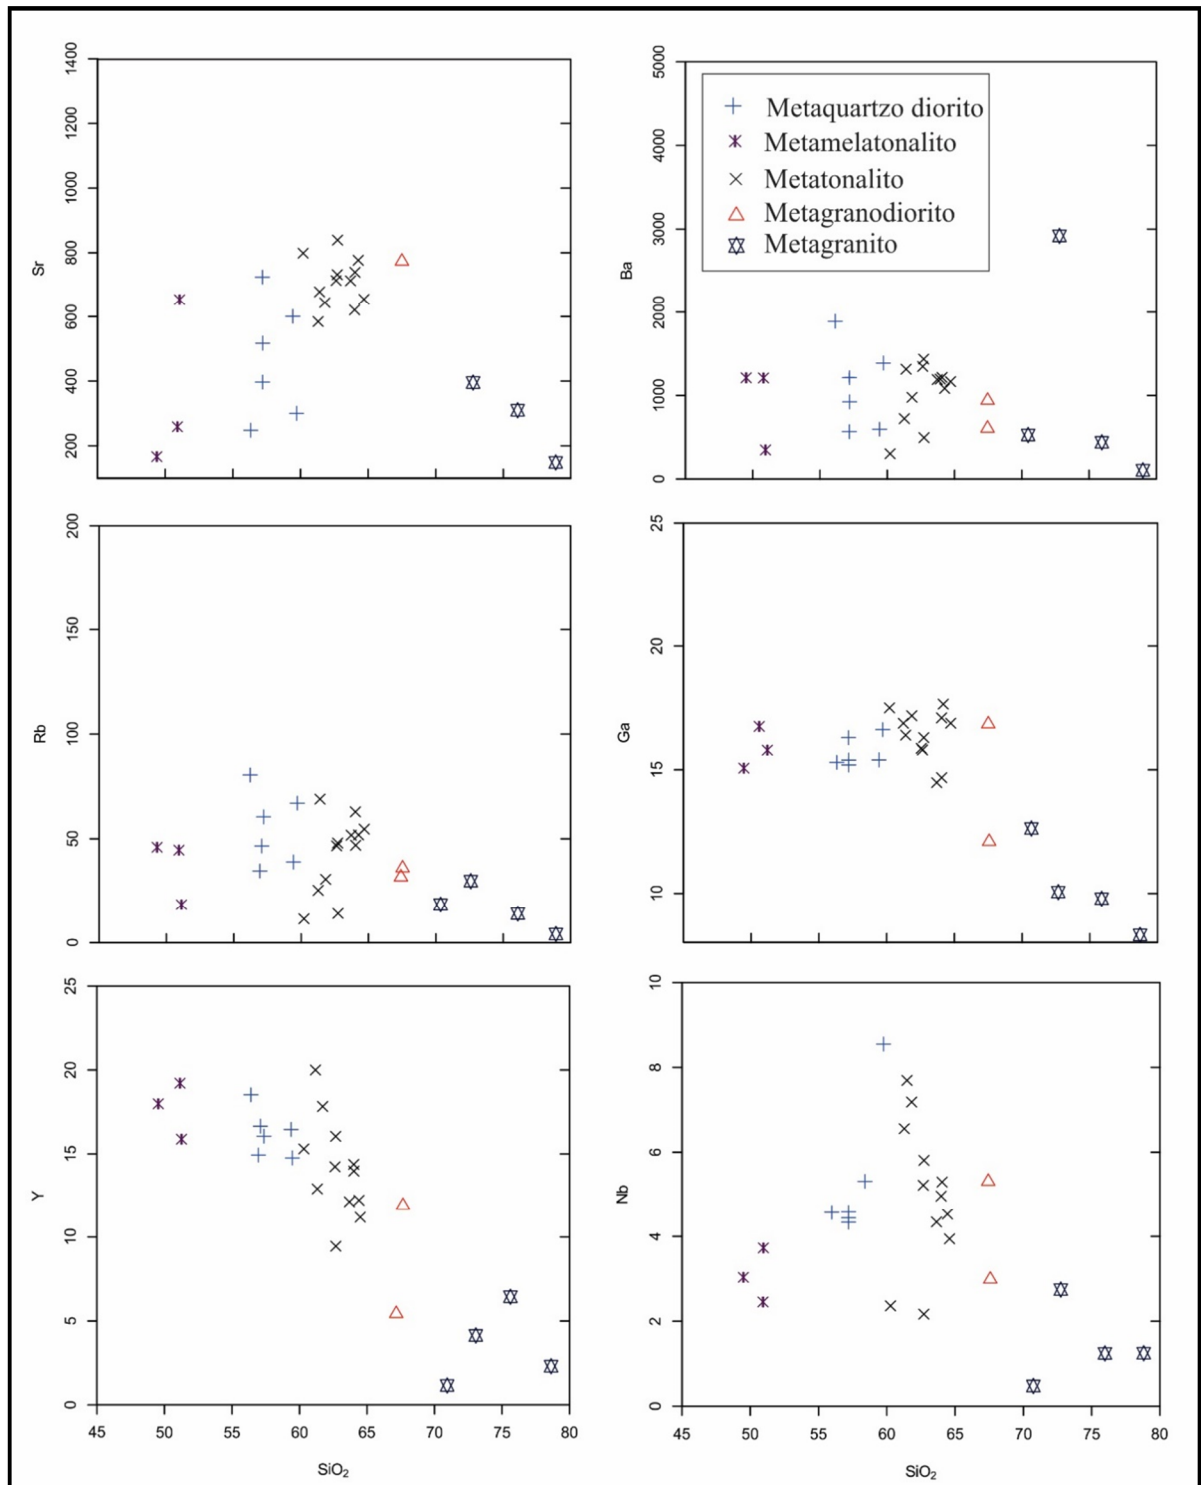 Sr
1400
1200
1000
800
600
400
200
Ba
5000
4000
3000
2000
1000
0
Metaquartzo diorito
Metamelatonalito
Metatonalito
Metagranodiorito
Metagranito
Rb
200
150
100
50
0
Ga
25
20
15
10
Y
25
20
15
10
5
0
45 50 55 60 65 70 75 80
SiO₂
Nb
10
8
6
4
2
0
45 50 55 60 65 70 75 80
SiO₂